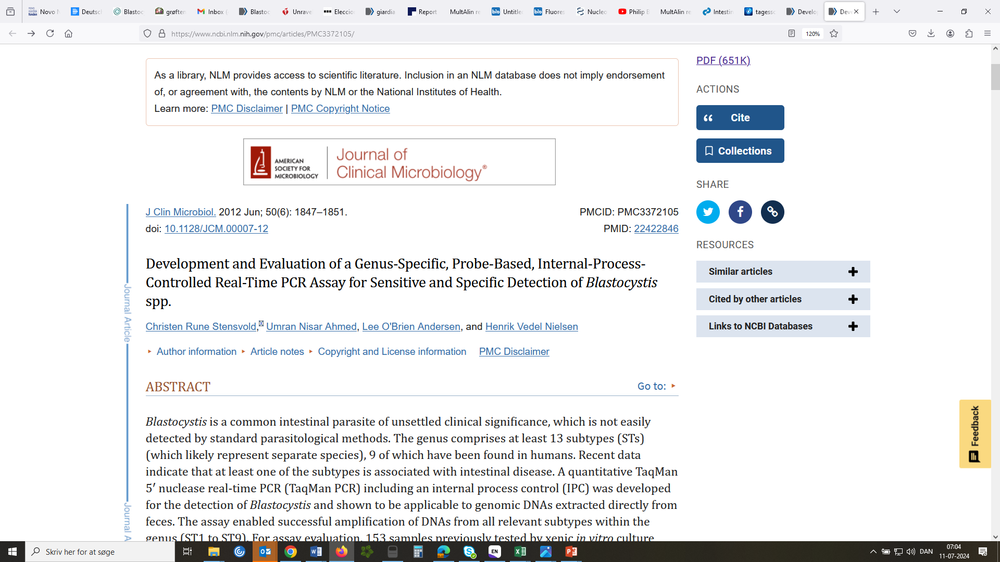 Novo N
Deutsc
Blastoc
grøften
Inbox (
Blastoc
Unrave
Eleccio
giardia
Report
MultAlin re
Untitle
Fluores
Nucleo
Philip B
MultAlin re
Intestin
tagessc
Develo
Dev
https://www.ncbi.nlm.nih.gov/pmc/articles/PMC3372105/
120%
As a library, NLM provides access to scientific literature. Inclusion in an NLM database does not imply endorsement
of, or agreement with, the contents by NLM or the National Institutes of Health.
Learn more: PMC Disclaimer | PMC Copyright Notice
AMERICAN
SOCIETY FOR
MICROBIOLOGY
Journal of
Clinical Microbiology®
J Clin Microbiol. 2012 Jun; 50(6): 1847–1851.
PMCID: PMC3372105
doi: 10.1128/JCM.00007-12
PMID: 22422846
Development and Evaluation of a Genus-Specific, Probe-Based, Internal-Process-
Controlled Real-Time PCR Assay for Sensitive and Specific Detection of Blastocystis
spp.
Christen Rune Stensvold, Umran Nisar Ahmed, Lee O'Brien Andersen, and Henrik Vedel Nielsen
Author information
Article notes
Copyright and License information
PMC Disclaimer
ABSTRACT
Go to:
Blastocystis is a common intestinal parasite of unsettled clinical significance, which is not easily
detected by standard parasitological methods. The genus comprises at least 13 subtypes (STs)
(which likely represent separate species), 9 of which have been found in humans. Recent data
indicate that at least one of the subtypes is associated with intestinal disease. A quantitative TaqMan
5′ nuclease real-time PCR (TaqMan PCR) including an internal process control (IPC) was developed
for the detection of Blastocystis and shown to be applicable to genomic DNAs extracted directly from
feces. The assay enabled successful amplification of DNAs from all relevant subtypes within the
genus (ST1 to ST9). For assay evaluation, 153 samples previously tested by xenic in vitro culture
Journal Article
Journal A
PDF (651K)
ACTIONS
Cite
Collections
SHARE
RESOURCES
Similar articles
Cited by other articles
Links to NCBI Databases
Feedback
Skriv her for at søge
EN
DAN
07:04
11-07-2024